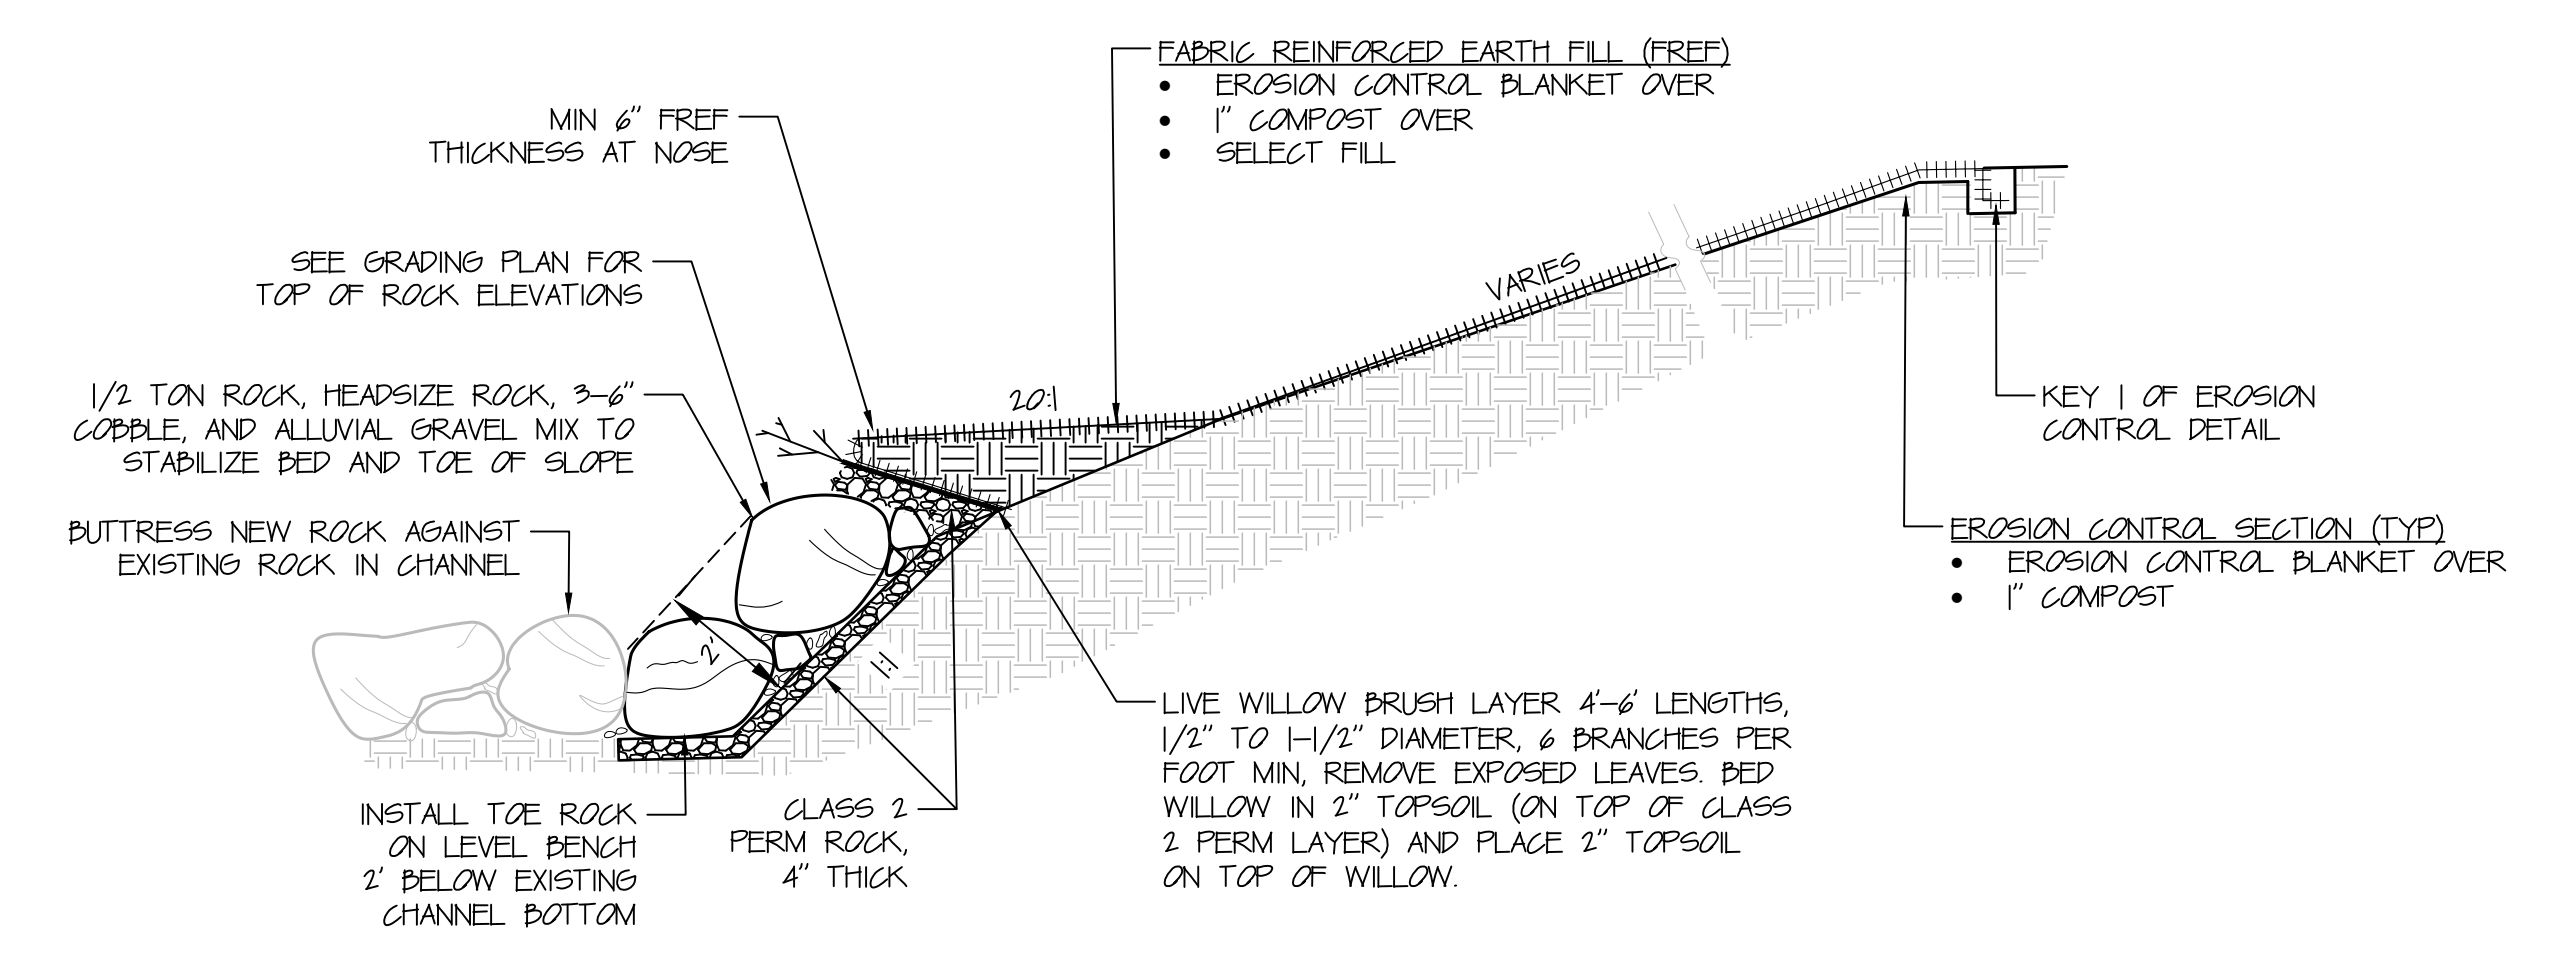 FABRIC REINFORCED EARTH FILL (FREF)
• EROSION CONTROL BLANKET OVER
• 1" COMPOST OVER
• SELECT FILL
MIN 6" FREF
THICKNESS AT NOSE
SEE GRADING PLAN FOR
TOP OF ROCK ELEVATIONS
VARIES
1/2 TON ROCK, HEADSIZE ROCK, 3-6"
COBBLE, AND ALLUVIAL GRAVEL MIX TO
STABILIZE BED AND TOE OF SLOPE
20:1
KEY 1 OF EROSION
CONTROL DETAIL
BUTTRESS NEW ROCK AGAINST
EXISTING ROCK IN CHANNEL
EROSION CONTROL SECTION (TYP)
• EROSION CONTROL BLANKET OVER
• 1" COMPOST
2'
1:1
LIVE WILLOW BRUSH LAYER 4'-6' LENGTHS,
1/2" TO 1-1/2" DIAMETER, 6 BRANCHES PER
FOOT MIN, REMOVE EXPOSED LEAVES. BED
WILLOW IN 2" TOPSOIL (ON TOP OF CLASS
2 PERM LAYER) AND PLACE 2" TOPSOIL
ON TOP OF WILLOW.
INSTALL TOE ROCK
ON LEVEL BENCH
2' BELOW EXISTING
CHANNEL BOTTOM
CLASS 2
PERM ROCK,
4" THICK